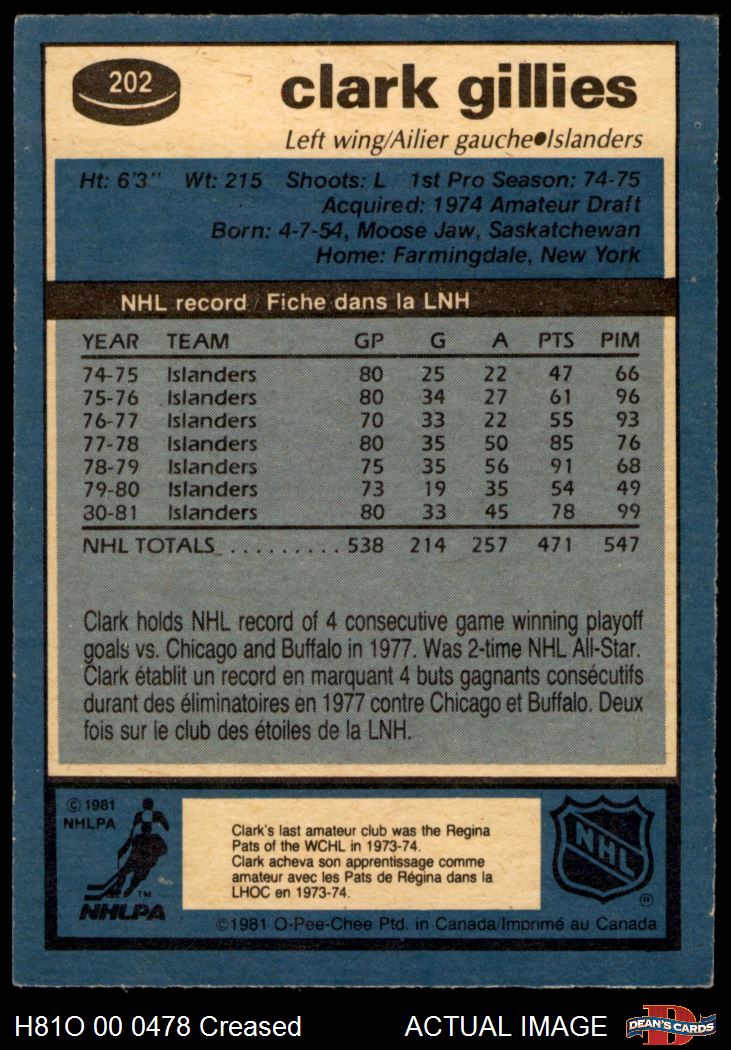 202
clark gillies
Left wing/Ailier gauche●Islanders
Ht: 6'3" Wt: 215 Shoots: L 1st Pro Season: 74-75
Acquired: 1974 Amateur Draft
Born: 4-7-54, Moose Jaw, Saskatchewan
Home: Farmingdale, New York
NHL record / Fiche dans la LNH
YEAR TEAM GP G A PTS PIM
74-75 Islanders 80 25 22 47 66
75-76 Islanders 80 34 27 61 96
76-77 Islanders 70 33 22 55 93
77-78 Islanders 80 35 50 85 76
78-79 Islanders 75 35 56 91 68
79-80 Islanders 73 19 35 54 49
80-81 Islanders 80 33 45 78 99
NHL TOTALS . . . . . . . . . . 538 214 257 471 547
Clark holds NHL record of 4 consecutive game winning playoff
goals vs. Chicago and Buffalo in 1977. Was 2-time NHL All-Star.
Clark établit un record en marquant 4 buts gagnants consécutifs
durant des éliminatoires en 1977 contre Chicago et Buffalo. Deux
fois sur le club des étoiles de la LNH.
© 1981
NHLPA
TM
NHLPA
Clark's last amateur club was the Regina
Pats of the WCHL in 1973-74.
Clark acheva son apprentissage comme
amateur avec les Pats de Régina dans la
LHOC en 1973-74.
NHL
®
©1981 O-Pee-Chee Ptd. in Canada/Imprimé au Canada
H81O 00 0478 Creased ACTUAL IMAGE
D
DEAN'S CARDS